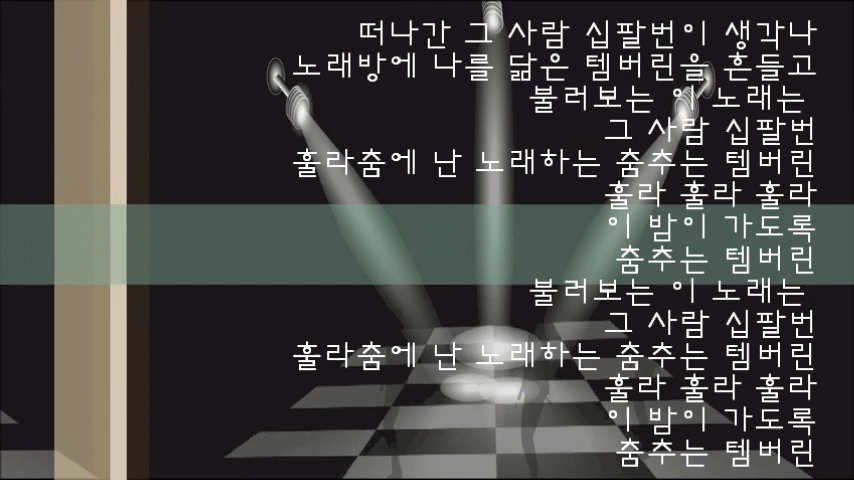 떠나간 그 사람 십팔번이 생각나
노래방에 나를 닮은 템버린을 흔들고
불러보는 이 노래는
그 사람 십팔번
훌라춤에 난 노래하는 춤추는 템버린
훌라 훌라 훌라
이 밤이 가도록
춤추는 템버린
불러보는 이 노래는
그 사람 십팔번
훌라춤에 난 노래하는 춤추는 템버린
훌라 훌라 훌라
이 밤이 가도록
춤추는 템버린